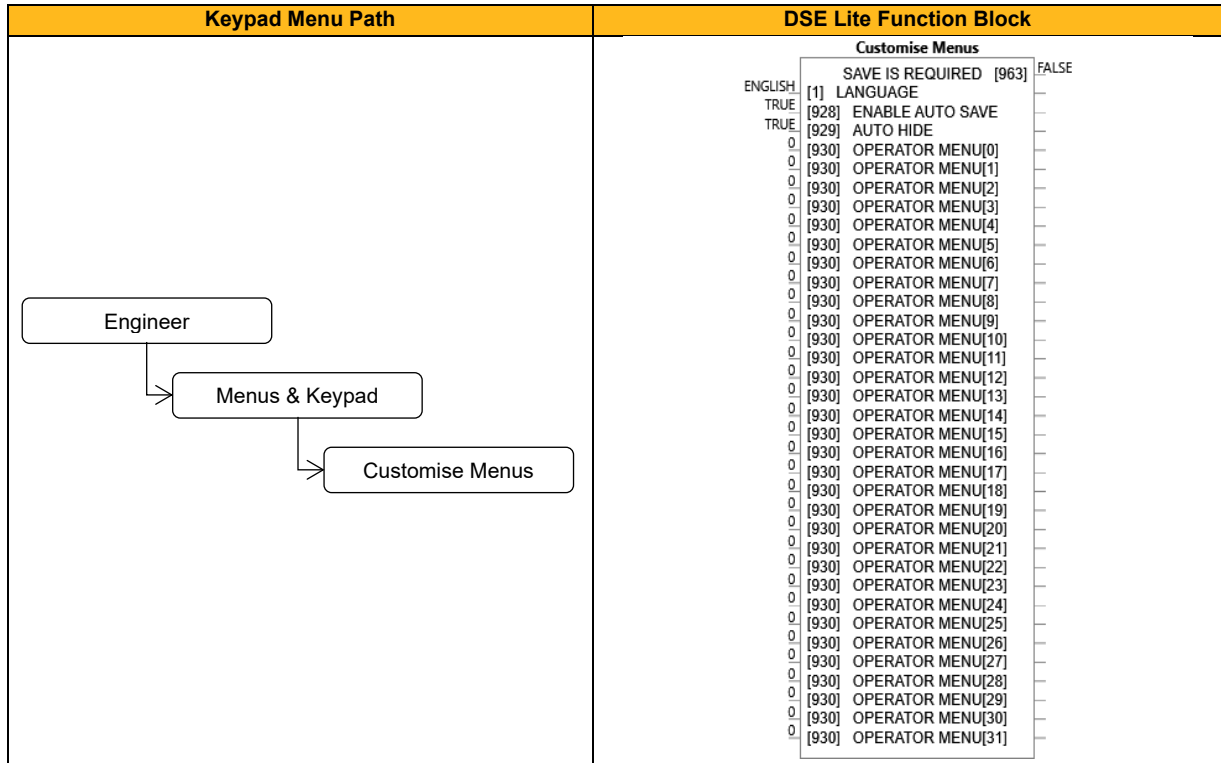 Keypad Menu Path
DSE Lite Function Block
Engineer
Menus & Keypad
Customise Menus
Customise Menus
SAVE IS REQUIRED [963] FALSE
ENGLISH [1] LANGUAGE
TRUE [928] ENABLE AUTO SAVE
TRUE [929] AUTO HIDE
0 [930] OPERATOR MENU[0]
0 [930] OPERATOR MENU[1]
0 [930] OPERATOR MENU[2]
0 [930] OPERATOR MENU[3]
0 [930] OPERATOR MENU[4]
0 [930] OPERATOR MENU[5]
0 [930] OPERATOR MENU[6]
0 [930] OPERATOR MENU[7]
0 [930] OPERATOR MENU[8]
0 [930] OPERATOR MENU[9]
0 [930] OPERATOR MENU[10]
0 [930] OPERATOR MENU[11]
0 [930] OPERATOR MENU[12]
0 [930] OPERATOR MENU[13]
0 [930] OPERATOR MENU[14]
0 [930] OPERATOR MENU[15]
0 [930] OPERATOR MENU[16]
0 [930] OPERATOR MENU[17]
0 [930] OPERATOR MENU[18]
0 [930] OPERATOR MENU[19]
0 [930] OPERATOR MENU[20]
0 [930] OPERATOR MENU[21]
0 [930] OPERATOR MENU[22]
0 [930] OPERATOR MENU[23]
0 [930] OPERATOR MENU[24]
0 [930] OPERATOR MENU[25]
0 [930] OPERATOR MENU[26]
0 [930] OPERATOR MENU[27]
0 [930] OPERATOR MENU[28]
0 [930] OPERATOR MENU[29]
0 [930] OPERATOR MENU[30]
0 [930] OPERATOR MENU[31]